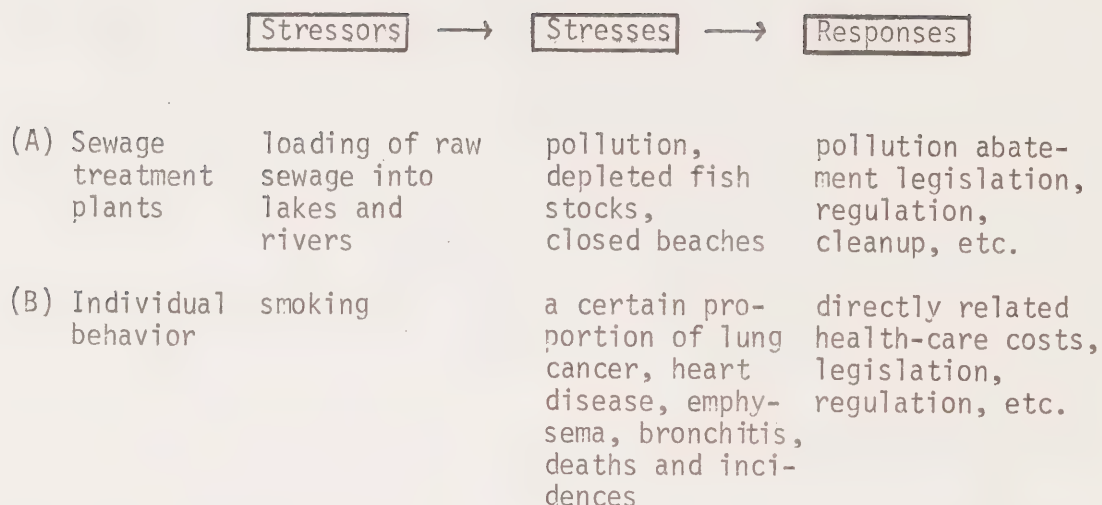 Stressors → Stresses → Responses
(A) Sewage treatment plants
loading of raw sewage into lakes and rivers
pollution, depleted fish stocks, closed beaches
pollution abate-
ment legislation,
regulation,
cleanup, etc.
(B) Individual
behavior
smoking
a certain pro-
portion of lung
cancer, heart
disease, emphy-
sema, bronchitis,
deaths and inci-
dences
directly related
health-care costs,
legislation,
regulation, etc.